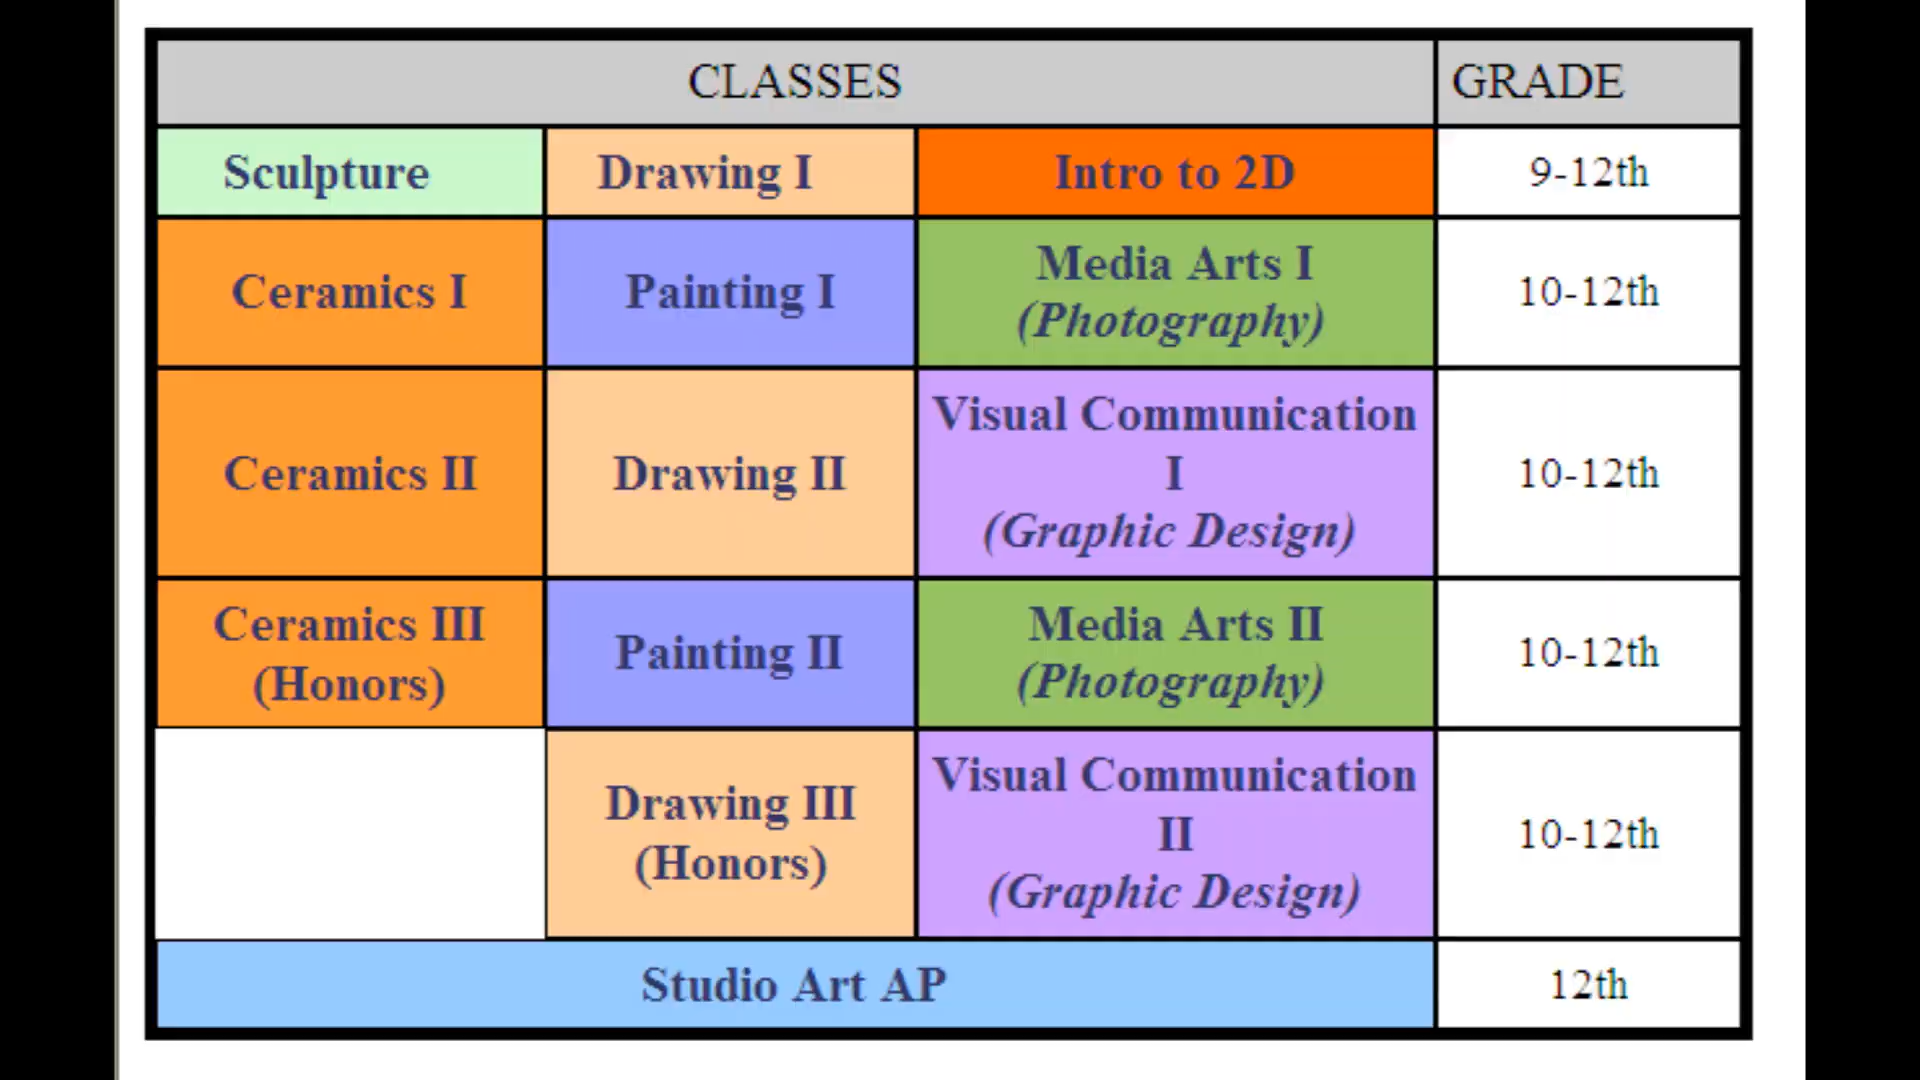 CLASSES GRADE
Sculpture Drawing I Intro to 2D 9-12th
Ceramics I Painting I Media Arts I
(Photography) 10-12th
Ceramics II Drawing II Visual Communication
I
(Graphic Design) 10-12th
Ceramics III
(Honors) Painting II Media Arts II
(Photography) 10-12th
Drawing III
(Honors) Visual Communication
II
(Graphic Design) 10-12th
Studio Art AP 12th